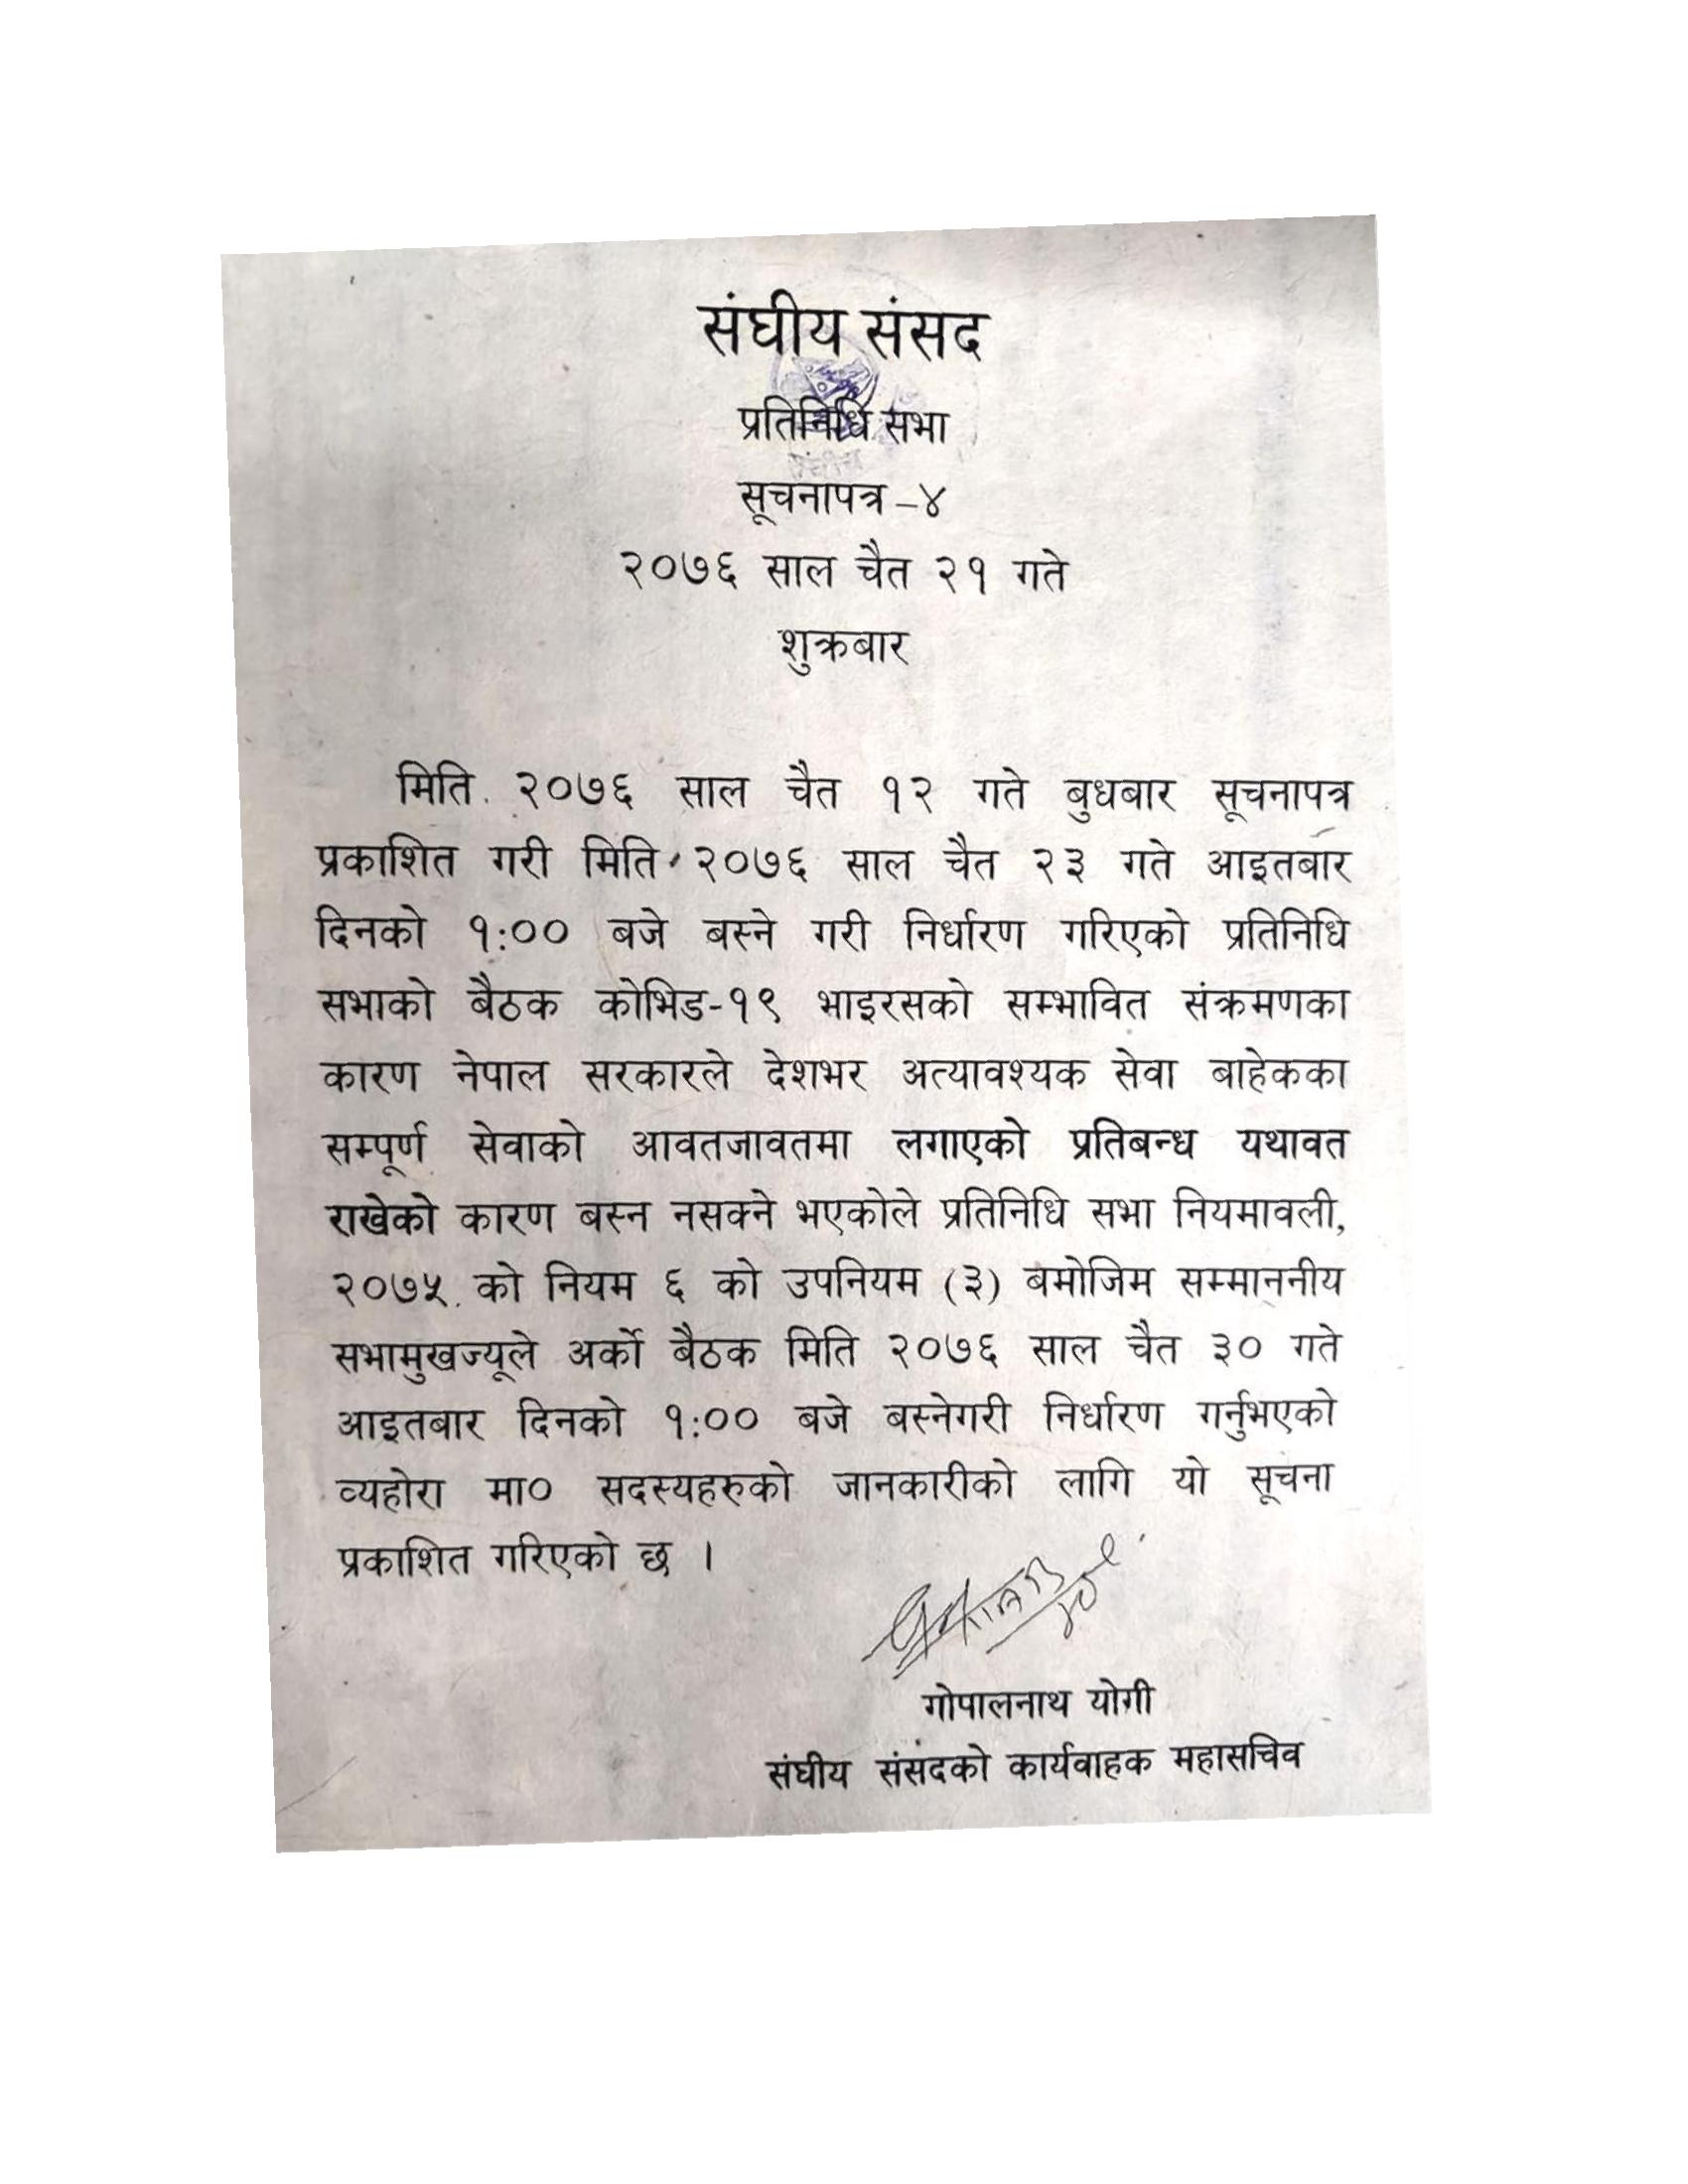 संघीय संसद
प्रतिनिधि सभा
सूचनापत्र -४
२०७६ साल चैत २१ गते
शुक्रबार
मिति २०७६ साल चैत १२ गते बुधबार सूचनापत्र
प्रकाशित गरी मिति २०७६ साल चैत २३ गते आइतबार
दिनको १:०० बजे बस्ने गरी निर्धारण गरिएको प्रतिनिधि
सभाको बैठक कोभिड-१९ भाइरसको सम्भावित संक्रमणका
कारण नेपाल सरकारले देशभर अत्यावश्यक सेवा बाहेकका
सम्पूर्ण सेवाको आवतजावतमा लगाएको प्रतिबन्ध यथावत
राखेको कारण बस्न नसक्ने भएकोले प्रतिनिधि सभा नियमावली,
२०७५ को नियम ६ को उपनियम (३) बमोजिम सम्माननीय
सभामुखज्यूले अर्को बैठक मिति २०७६ साल चैत ३० गते
आइतबार दिनको १:०० बजे बस्नेगरी निर्धारण गर्नुभएको
व्यहोरा मा० सदस्यहरुको जानकारीको लागि यो सूचना
प्रकाशित गरिएको छ ।
गोपालनाथ योगी
संघीय संसदको कार्यवाहक महासचिव